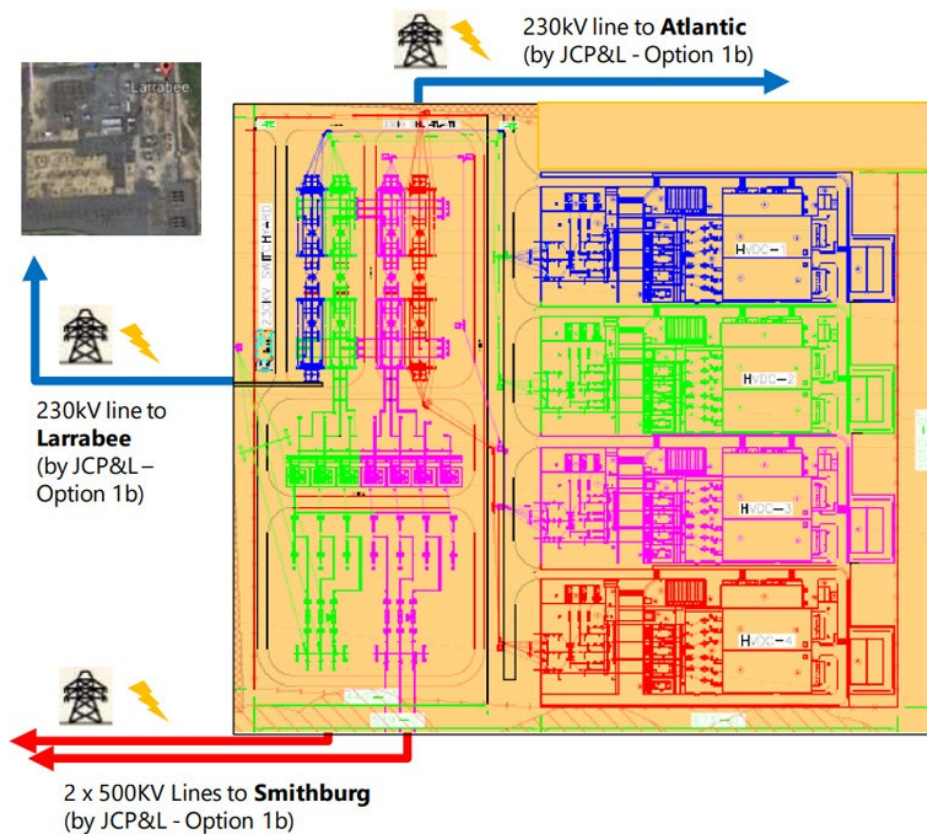 230kV line to Atlantic
(by JCP&L - Option 1b)
Larrabee
HVDC-1
230kV line to
Larrabee
(by JCP&L –
Option 1b)
HVDC-2
HVDC-3
HVDC-4
2 x 500KV Lines to Smithburg
(by JCP&L - Option 1b)